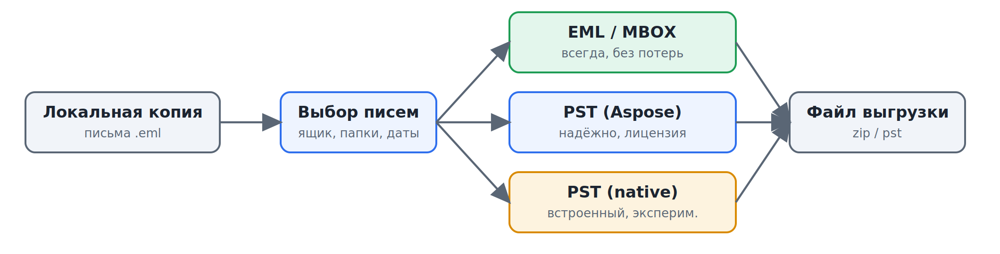 Локальная копия
письма .eml
Выбор писем
ящик, папки, даты
EML / MBOX
всегда, без потерь
PST (Aspose)
надёжно, лицензия
PST (native)
встроенный, эксперим.
Файл выгрузки
zip / pst